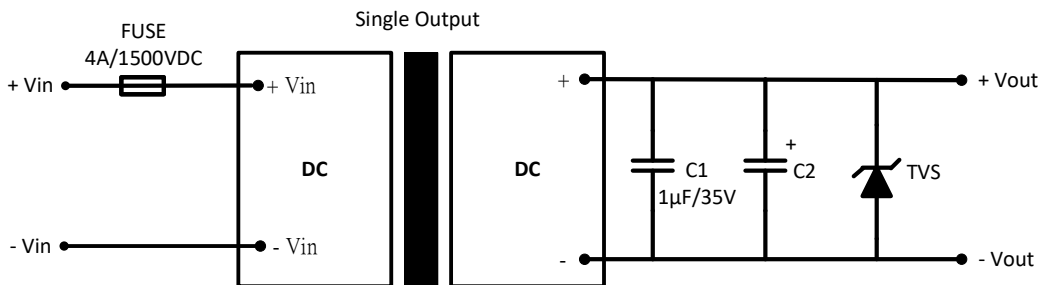 Single Output
FUSE
4A/1500VDC
+ Vin
+ Vin
+
+ Vout
DC
DC
C1
1μF/35V
+
C2
TVS
- Vin
- Vin
-
- Vout